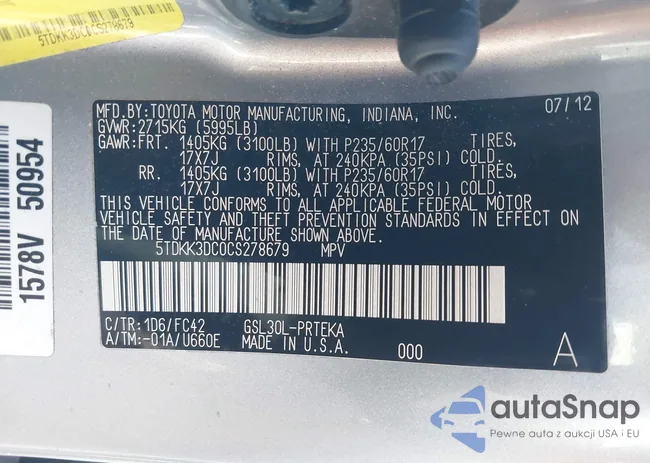 5TDKK3DC0CS278679
1578V 50954
MFD.BY:TOYOTA MOTOR MANUFACTURING, INDIANA, INC. 07/12
GVWR:2715KG (5995LB)
GAWR:FRT. 1405KG (3100LB) WITH P235/60R17 TIRES,
17X7J RIMS, AT 240KPA (35PSI) COLD.
RR. 1405KG (3100LB) WITH P235/60R17 TIRES,
17X7J RIMS, AT 240KPA (35PSI) COLD.
THIS VEHICLE CONFORMS TO ALL APPLICABLE FEDERAL MOTOR
VEHICLE SAFETY AND THEFT PREVENTION STANDARDS IN EFFECT ON
THE DATE OF MANUFACTURE SHOWN ABOVE.
5TDKK3DC0CS278679 MPV
C/TR:1D6/FC42 GSL30L-PRTEKA
A/TM:-01A/U660E MADE IN U.S.A. 000 A
autoSnap
Pewne auta z aukcji USA i EU